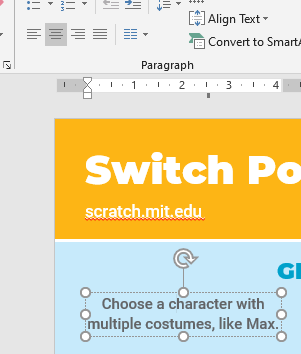 Align Text
Convert to SmartA
Paragraph
1 2 3 4
Switch Po
scratch.mit.edu
GE
Choose a character with
multiple costumes, like Max.